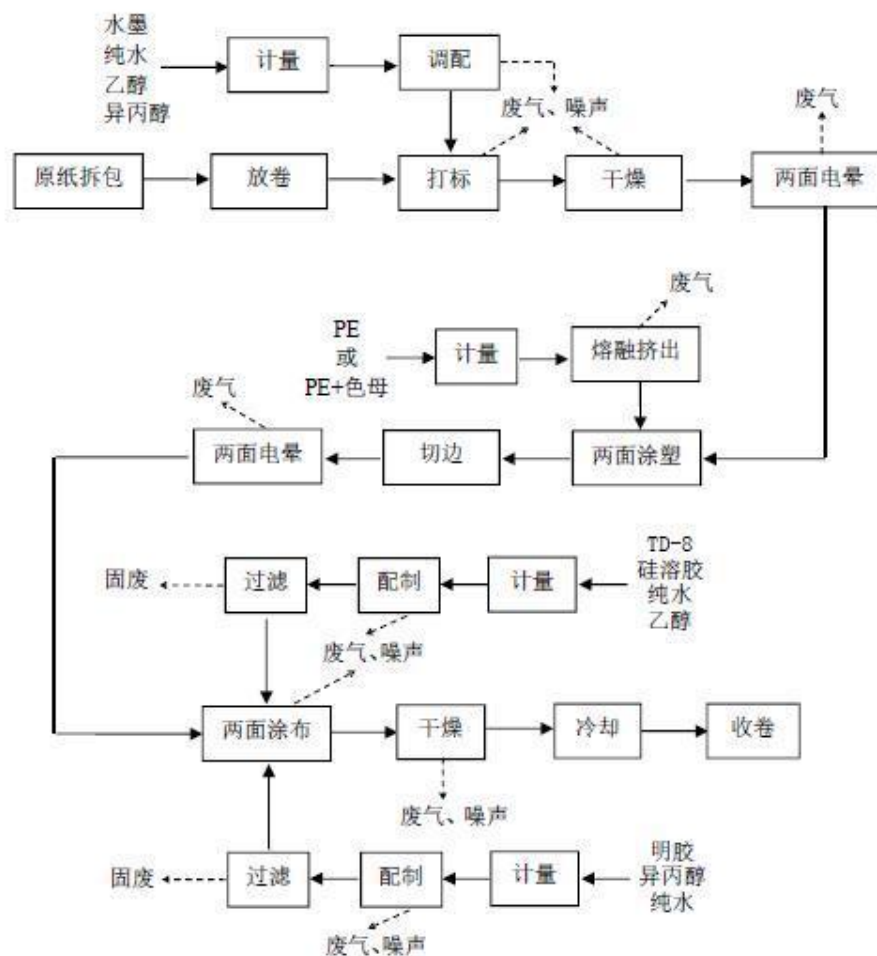 水墨
纯水
乙醇
异丙醇
计量
调配
废气、噪声
废气
原纸拆包
放卷
打标
干燥
两面电晕
废气
PE
或
PE+色母
计量
熔融挤出
废气
两面电晕
切边
两面涂塑
固废
过滤
配制
计量
TD-8
硅溶胶
纯水
乙醇
废气、噪声
两面涂布
干燥
冷却
收卷
废气、噪声
固废
过滤
配制
计量
明胶
异丙醇
纯水
废气、噪声